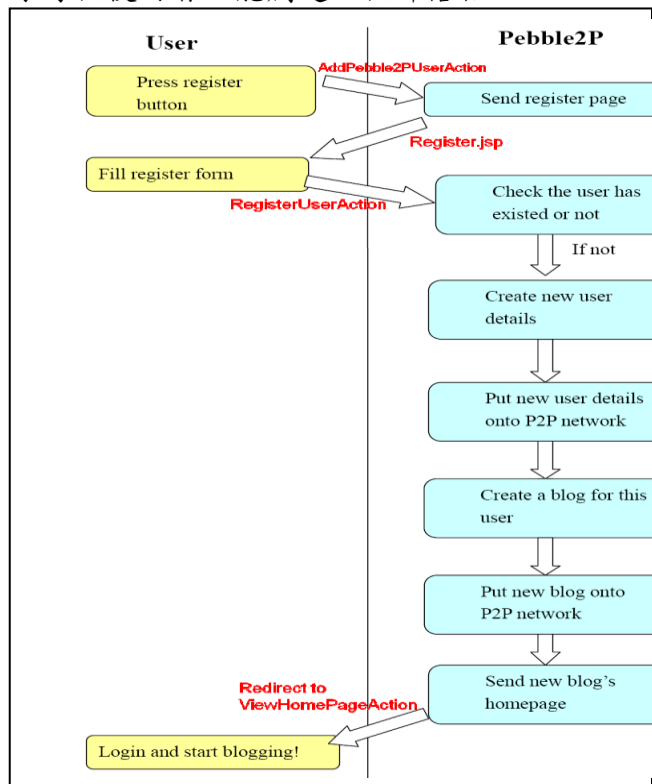 User
Pebble2P
AddPebble2PUserAction
Press register
button
Send register page
Register.jsp
Fill register form
RegisterUserAction
Check the user has
existed or not
If not
Create new user
details
Put new user details
onto P2P network
Create a blog for this
user
Put new blog onto
P2P network
Redirect to
ViewHomePageAction
Send new blog's
homepage
Login and start blogging!